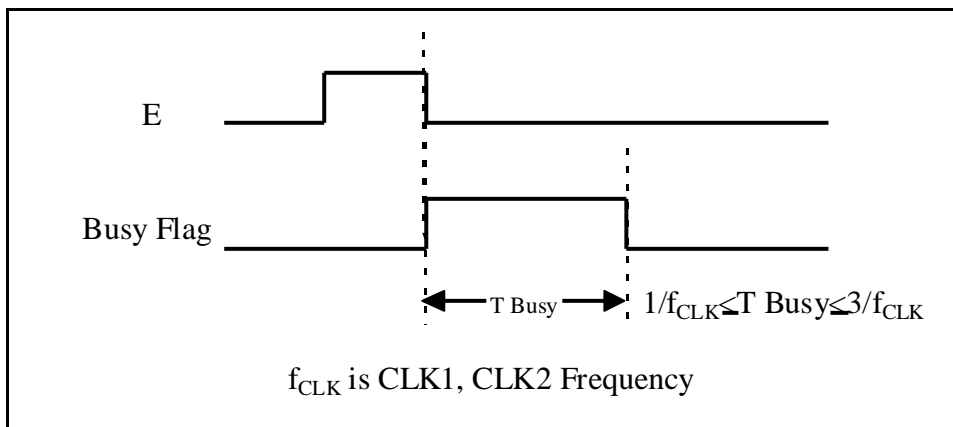 E
Busy Flag
T Busy
1/fCLK≤T Busy≤3/fCLK
fCLK is CLK1, CLK2 Frequency